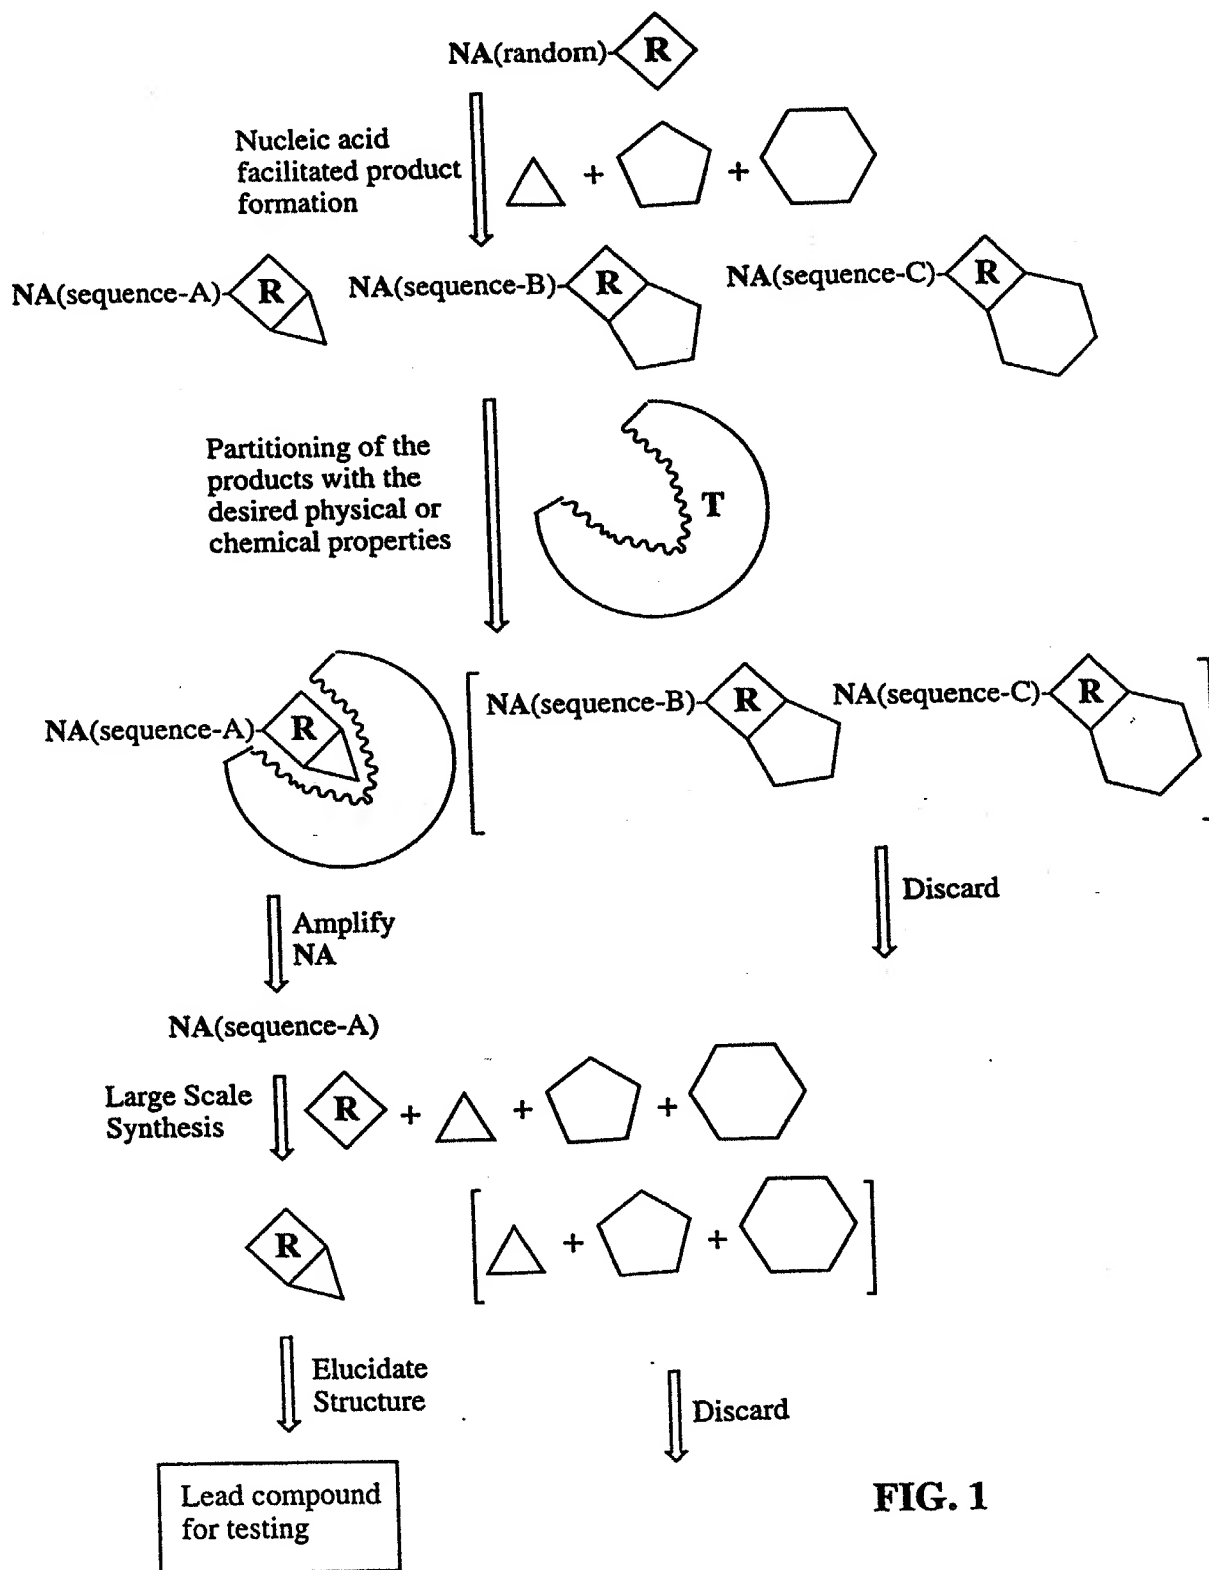 NA(random)-R
Nucleic acid
facilitated product
formation
+ +
NA(sequence-A)-R NA(sequence-B)-R NA(sequence-C)-R
Partitioning of the
products with the
desired physical or
chemical properties
T
NA(sequence-A)-R NA(sequence-B)-R NA(sequence-C)-R
Discard
Amplify
NA
NA(sequence-A)
Large Scale
Synthesis
R + + +
R + +
Elucidate
Structure
Discard
Lead compound
for testing
FIG. 1